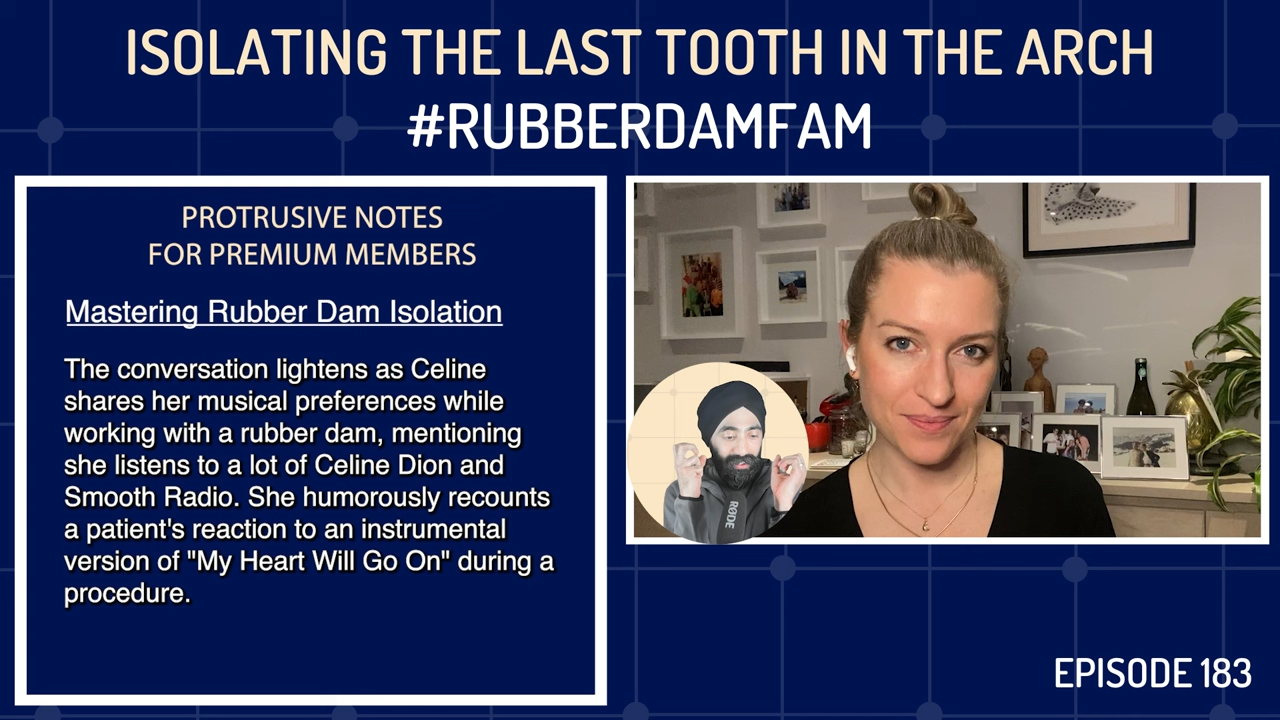 ISOLATING THE LAST TOOTH IN THE ARCH
#RUBBERDAMFAM
PROTRUSIVE NOTES
FOR PREMIUM MEMBERS
Mastering Rubber Dam Isolation
The conversation lightens as Celine
shares her musical preferences while
working with a rubber dam, mentioning
she listens to a lot of Celine Dion and
Smooth Radio. She humorously recounts
a patient's reaction to an instrumental
version of "My Heart Will Go On" during a
procedure.
RØDE
EPISODE 183